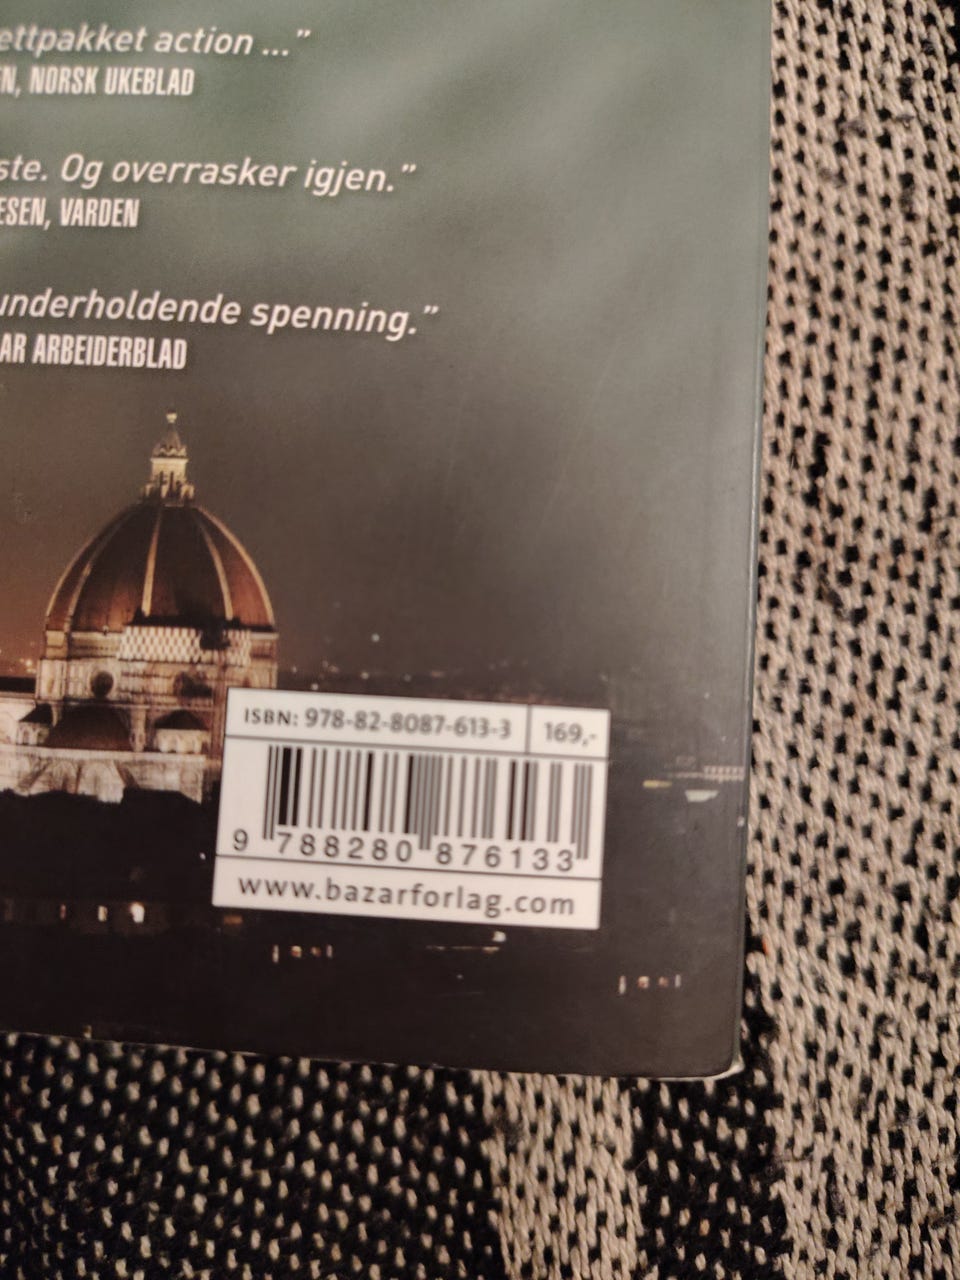 ettpakket action ...”
EN, NORSK UKEBLAD
ste. Og overrasker igjen.”
ESEN, VARDEN
underholdende spenning.”
AR ARBEIDERBLAD
ISBN: 978-82-8087-613-3 169,-
9 788280 876133
www.bazarforlag.com